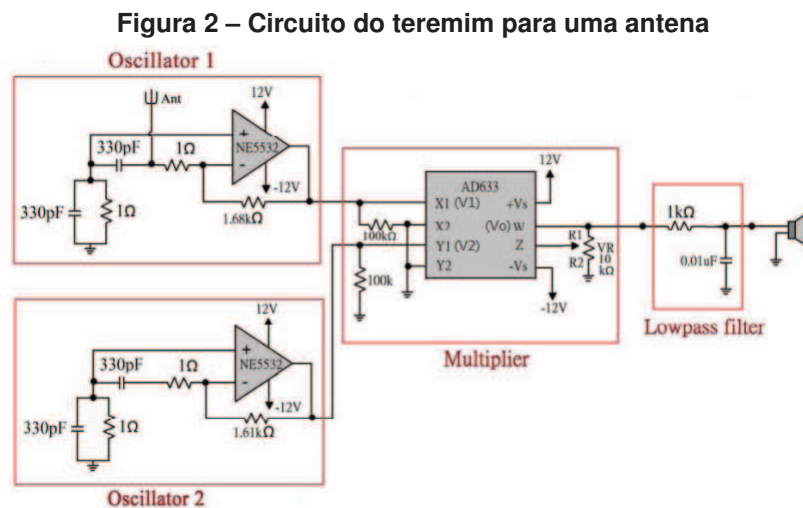 Figura 2 – Circuito do teremim para uma antena
Oscillator 1
Ant
12V
330pF
1Ω
+
NE5532
-
-12V
330pF
1Ω
1.68kΩ
12V
AD633
X1 (V1)
+Vs
X2
(Vo) W
100kΩ
Y1 (V2)
Z
R1
VR
10
kΩ
R2
Y2
-Vs
100k
-12V
Multiplier
1kΩ
0.01uF
Lowpass filter
12V
330pF
1Ω
+
NE5532
-
-12V
330pF
1Ω
1.61kΩ
Oscillator 2